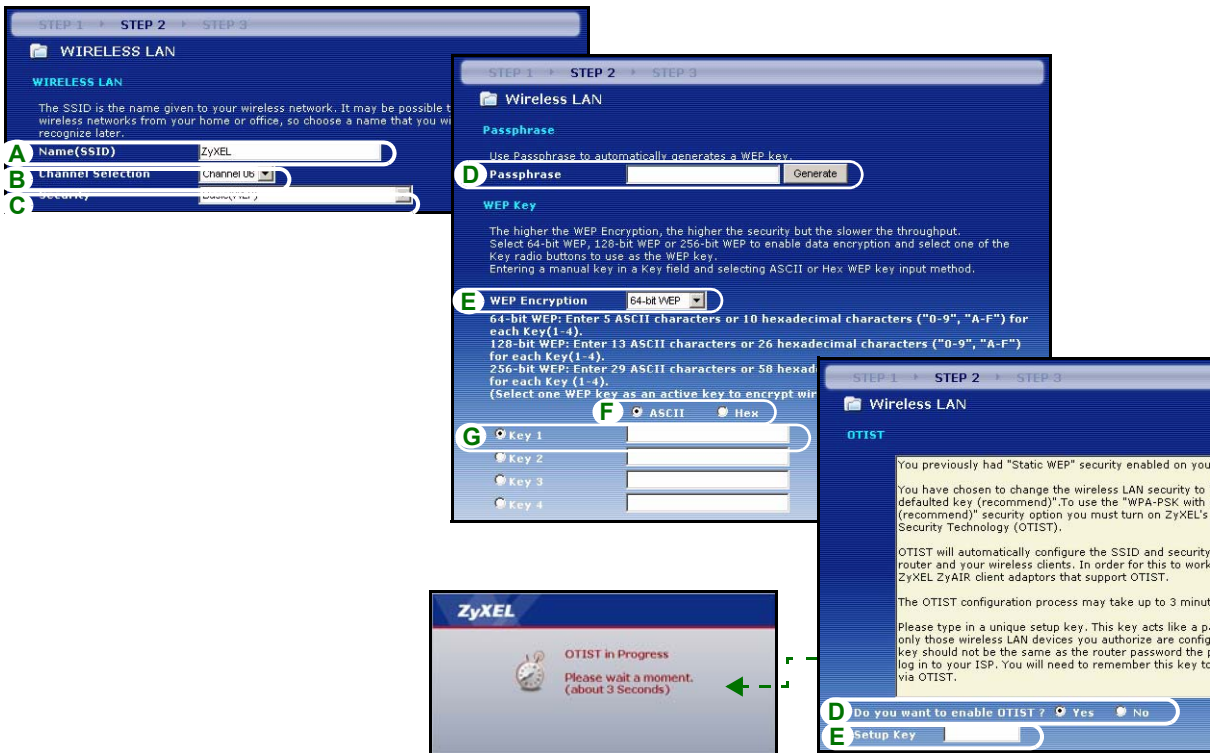 STEP 1 STEP 2 STEP 3
WIRELESS LAN
WIRELESS LAN
The SSID is the name given to your wireless network. It may be possible t
wireless networks from your home or office, so choose a name that you wi
recognize later.
A Name(SSID) ZyXEL
B Channel Selection Channel 06
C Security Basic(WEP)
STEP 1 STEP 2 STEP 3
Wireless LAN
Passphrase
Use Passphrase to automatically generates a WEP key.
D Passphrase Generate
WEP Key
The higher the WEP Encryption, the higher the security but the slower the throughput.
Select 64-bit WEP, 128-bit WEP or 256-bit WEP to enable data encryption and select one of the
Key radio buttons to use as the WEP key.
Entering a manual key in a Key field and selecting ASCII or Hex WEP key input method.
E WEP Encryption 64-bit WEP
64-bit WEP: Enter 5 ASCII characters or 10 hexadecimal characters ("0-9", "A-F") for
each Key(1-4).
128-bit WEP: Enter 13 ASCII characters or 26 hexadecimal characters ("0-9", "A-F")
for each Key(1-4).
256-bit WEP: Enter 29 ASCII characters or 58 hexad
for each Key (1-4).
(Select one WEP key as an active key to encrypt wir
F ASCII Hex
G Key 1
Key 2
Key 3
Key 4
STEP 1 STEP 2 STEP 3
Wireless LAN
OTIST
You previously had "Static WEP" security enabled on you
You have chosen to change the wireless LAN security to
defaulted key (recommend)".To use the "WPA-PSK with
(recommend)" security option you must turn on ZyXEL's
Security Technology (OTIST).
OTIST will automatically configure the SSID and security
router and your wireless clients. In order for this to work
ZyXEL ZyAIR client adaptors that support OTIST.
The OTIST configuration process may take up to 3 minut
Please type in a unique setup key. This key acts like a pa
only those wireless LAN devices you authorize are config
key should not be the same as the router password the p
log in to your ISP. You will need to remember this key to
via OTIST.
D Do you want to enable OTIST ? Yes No
E Setup Key
ZyXEL
OTIST in Progress
Please wait a moment.
(about 3 Seconds)